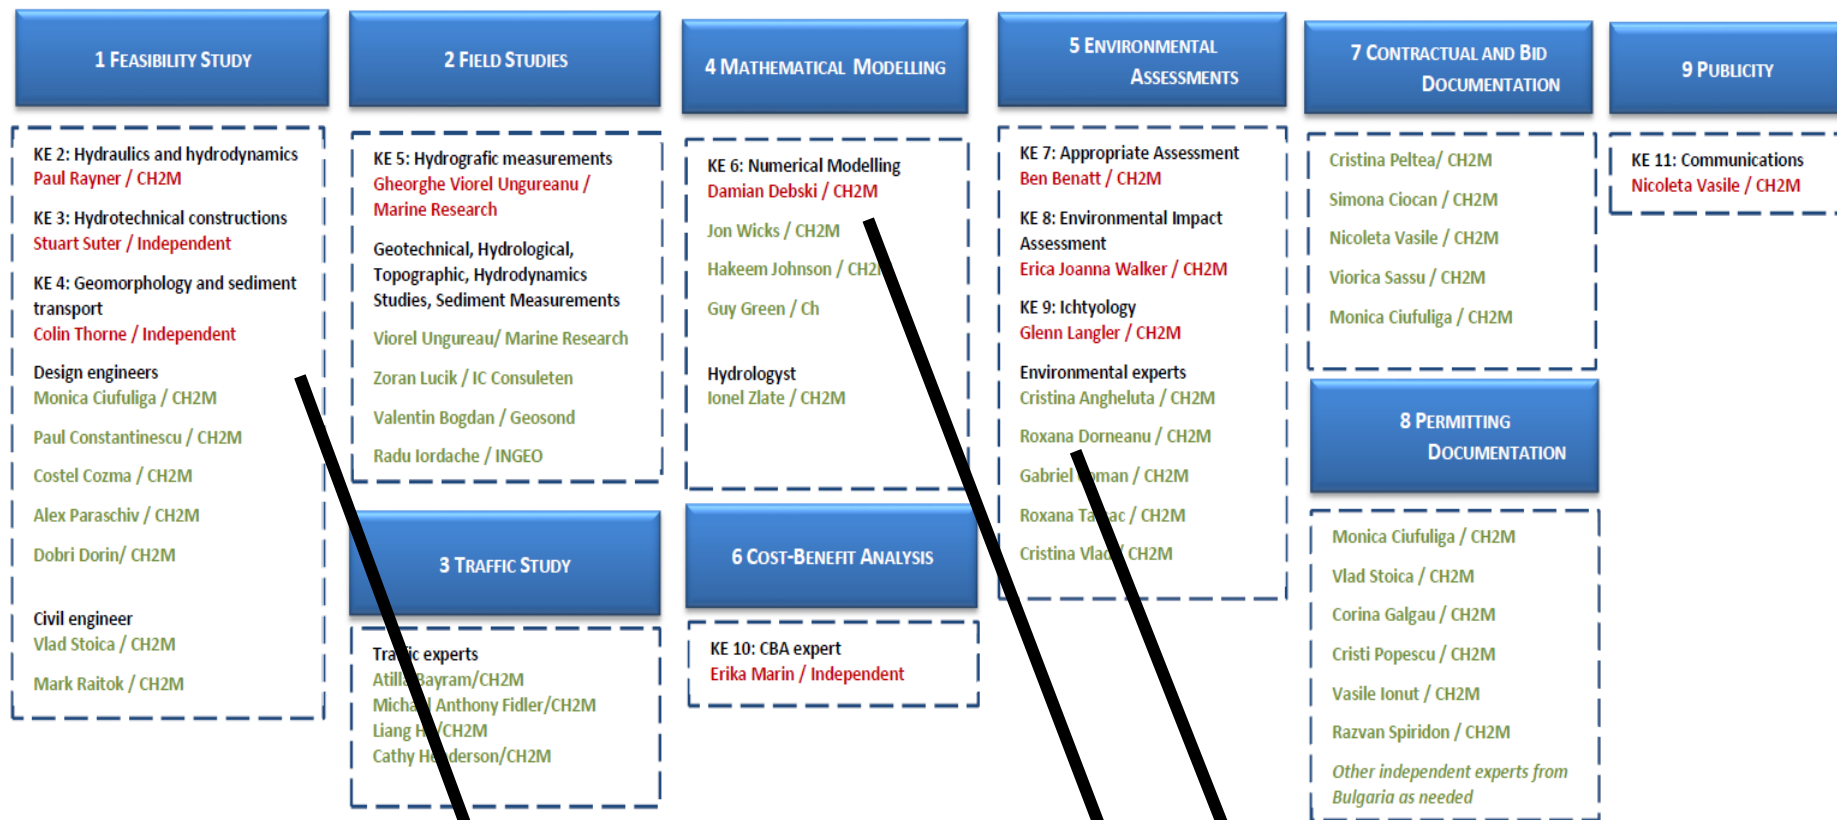 1 FEASIBILITY STUDY
KE 2: Hydraulics and hydrodynamics
Paul Rayner / CH2M
KE 3: Hydrotechnical constructions
Stuart Suter / Independent
KE 4: Geomorphology and sediment
transport
Colin Thorne / Independent
Design engineers
Monica Ciufuliga / CH2M
Paul Constantinescu / CH2M
Costel Cozma / CH2M
Alex Paraschiv / CH2M
Dobri Dorin/ CH2M
Civil engineer
Vlad Stoica / CH2M
Mark Raitok / CH2M
2 FIELD STUDIES
KE 5: Hydrografic measurements
Gheorghe Viorel Ungureanu /
Marine Research
Geotechnical, Hydrological,
Topographic, Hydrodynamics
Studies, Sediment Measurements
Viorel Ungureau/ Marine Research
Zoran Lucik / IC Consuleten
Valentin Bogdan / Geosond
Radu Iordache / INGEO
3 TRAFFIC STUDY
experts
Bayram/CH2M
Anthony Fidler/CH2M
Liang /CH2M
Cathy /CH2M
4 MATHEMATICAL MODELLING
KE 6: Numerical Modelling
Damian Debski / CH2M
Jon Wicks / CH2M
Hakeem Johnson /
Guy Green / Ch
Hydrologyst
Ionel Zlate / CH2M
6 COST-BENEFIT ANALYSIS
KE 10: CBA expert
Erika Marin / Independent
5 ENVIRONMENTAL
ASSESSMENTS
KE 7: Appropriate Assessment
Ben Benatt / CH2M
KE 8: Environmental Impact
Assessment
Erica Joanna Walker / CH2M
KE 9: Ichtyology
Glenn Langler / CH2M
Environmental experts
Cristina Angheluta / CH2M
Roxana Dorneanu / CH2M
Gabriel / CH2M
Roxana / CH2M
Cristina Vlad / CH2M
7 CONTRACTUAL AND BID
DOCUMENTATION
Cristina Peltea/ CH2M
Simona Ciocan / CH2M
Nicoleta Vasile / CH2M
Viorica Sassu / CH2M
Monica Ciufuliga / CH2M
8 PERMITTING
DOCUMENTATION
Monica Ciufuliga / CH2M
Vlad Stoica / CH2M
Corina Galgau / CH2M
Cristi Popescu / CH2M
Vasile Ionut / CH2M
Razvan Spiridon / CH2M
Other independent experts from
Bulgaria as needed
9 PUBLICITY
KE 11: Communications
Nicoleta Vasile / CH2M